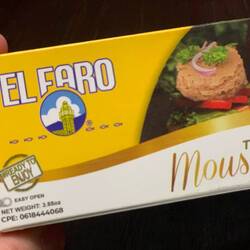 EL FARO
®
READY TO
ENJOY
T
Mous
EASY OPEN
NET WEIGHT: 3.88oz
CPE: 0618444068